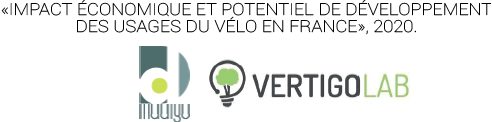 «IMPACT ÉCONOMIQUE ET POTENTIEL DE DÉVELOPPEMENT
DES USAGES DU VÉLO EN FRANCE», 2020.
VERTIGOLAB